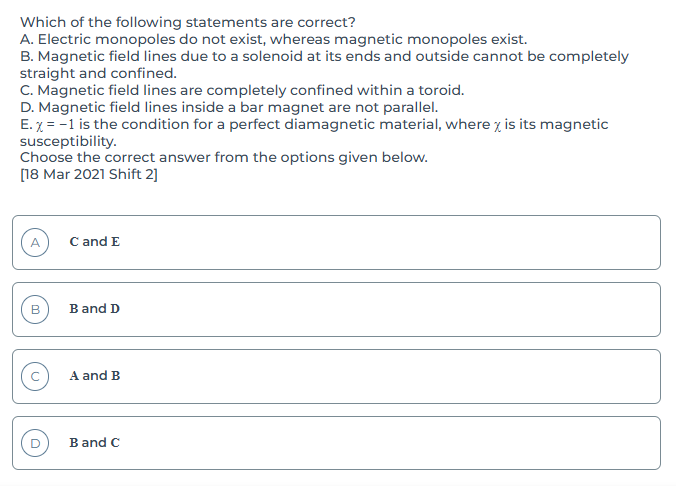 Which of the following statements are correct?
A. Electric monopoles do not exist, whereas magnetic monopoles exist.
B. Magnetic field lines due to a solenoid at its ends and outside cannot be completely
straight and confined.
C. Magnetic field lines are completely confined within a toroid.
D. Magnetic field lines inside a bar magnet are not parallel.
E. χ = −1 is the condition for a perfect diamagnetic material, where χ is its magnetic
susceptibility.
Choose the correct answer from the options given below.
[18 Mar 2021 Shift 2]
A C and E
B B and D
C A and B
D B and C